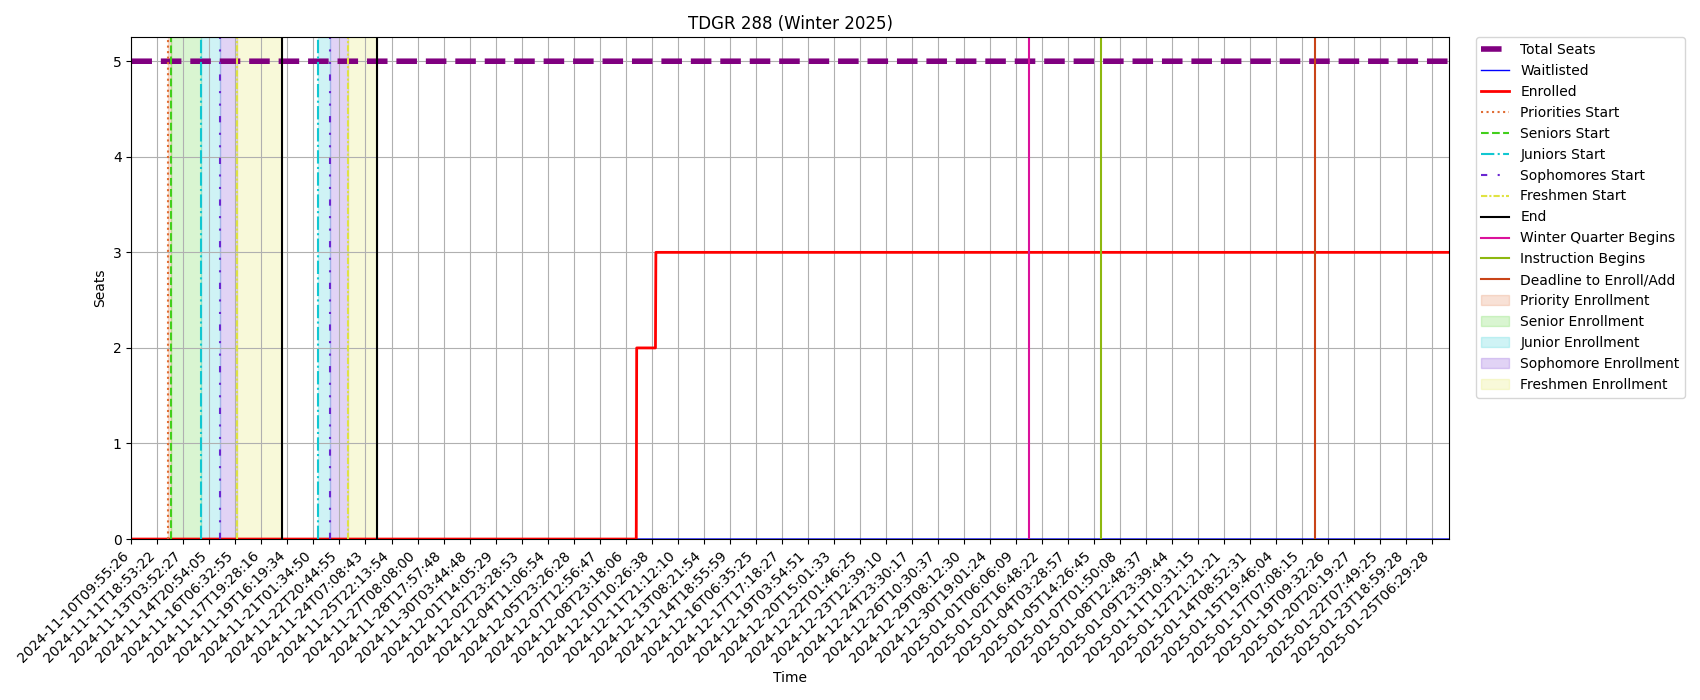 TDGR 288 (Winter 2025)
Seats
5
4
3
2
1
0
2024-11-10T09:55:26
2024-11-11T18:53:22
2024-11-13T03:52:27
2024-11-14T20:54:05
2024-11-16T06:32:55
2024-11-17T19:28:16
2024-11-19T16:19:34
2024-11-21T01:34:50
2024-11-22T20:44:55
2024-11-24T07:08:43
2024-11-25T22:13:54
2024-11-27T08:08:00
2024-11-28T17:57:48
2024-11-30T03:44:48
2024-12-01T14:05:29
2024-12-02T23:28:53
2024-12-04T11:06:54
2024-12-05T23:26:28
2024-12-07T12:56:47
2024-12-08T23:18:06
2024-12-10T10:26:38
2024-12-11T21:12:10
2024-12-13T08:21:54
2024-12-14T18:55:59
2024-12-16T06:35:25
2024-12-17T17:18:27
2024-12-19T03:54:51
2024-12-20T15:01:33
2024-12-22T01:46:25
2024-12-23T12:39:10
2024-12-24T23:30:17
2024-12-26T10:30:37
2024-12-29T08:12:30
2024-12-30T19:01:24
2025-01-01T06:06:09
2025-01-02T16:48:22
2025-01-04T03:28:57
2025-01-05T14:26:45
2025-01-07T01:50:08
2025-01-08T12:48:37
2025-01-09T23:39:44
2025-01-11T10:31:15
2025-01-12T21:21:21
2025-01-14T08:52:31
2025-01-15T19:46:04
2025-01-17T07:08:15
2025-01-19T09:32:26
2025-01-20T20:19:27
2025-01-22T07:49:25
2025-01-23T18:59:28
2025-01-25T06:29:28
Time
Total Seats
Waitlisted
Enrolled
Priorities Start
Seniors Start
Juniors Start
Sophomores Start
Freshmen Start
End
Winter Quarter Begins
Instruction Begins
Deadline to Enroll/Add
Priority Enrollment
Senior Enrollment
Junior Enrollment
Sophomore Enrollment
Freshmen Enrollment